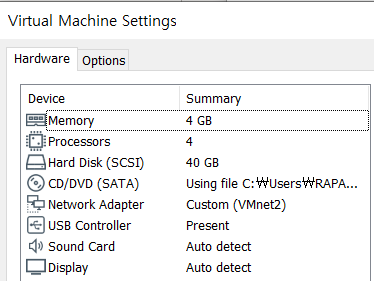 Virtual Machine Settings
Hardware Options
Device Summary
Memory 4 GB
Processors 4
Hard Disk (SCSI) 40 GB
CD/DVD (SATA) Using file C:₩Users₩RAPA...
Network Adapter Custom (VMnet2)
USB Controller Present
Sound Card Auto detect
Display Auto detect